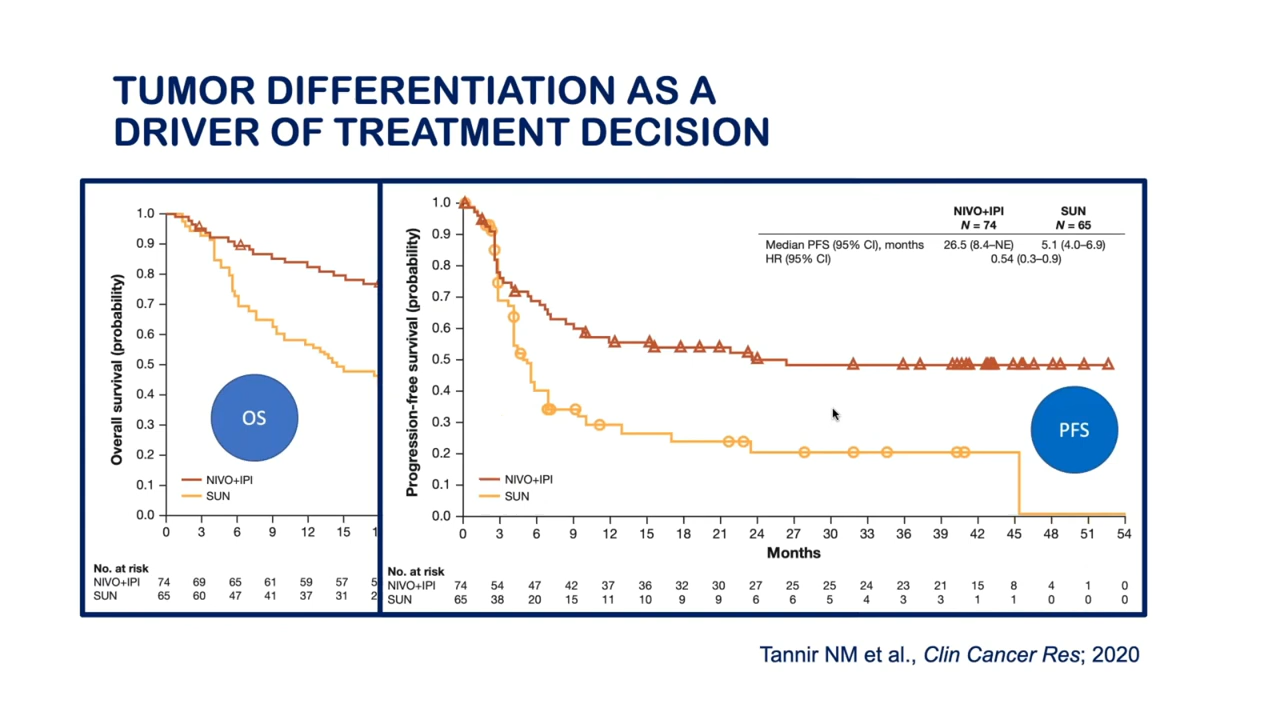 TUMOR DIFFERENTIATION AS A
DRIVER OF TREATMENT DECISION
Overall survival (probability)
1.0
0.9
0.8
0.7
0.6
0.5
0.4
0.3
0.2
0.1
0.0
OS
NIVO+IPI
SUN
0 3 6 9 12 15
No. at risk
NIVO+IPI 74 69 65 61 59 57
SUN 65 60 47 41 37 31
Progression-free survival (probability)
1.0
0.9
0.8
0.7
0.6
0.5
0.4
0.3
0.2
0.1
0.0
NIVO+IPI SUN
N = 74 N = 65
Median PFS (95% CI), months 26.5 (8.4–NE) 5.1 (4.0–6.9)
HR (95% CI) 0.54 (0.3–0.9)
PFS
NIVO+IPI
SUN
0 3 6 9 12 15 18 21 24 27 30 33 36 39 42 45 48 51 54
Months
No. at risk
NIVO+IPI 74 54 47 42 37 36 32 30 27 25 25 24 23 21 15 8 4 1 0
SUN 65 38 20 15 11 10 9 9 6 6 5 4 3 3 1 1 0 0 0
Tannir NM et al., Clin Cancer Res; 2020